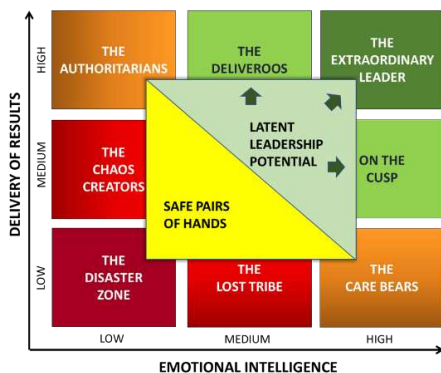 DELIVERY OF RESULTS
HIGH
MEDIUM
LOW
THE
AUTHORITARIANS
THE
DELIVEROOS
THE
EXTRAORDINARY
LEADER
THE
CHAOS
CREATORS
LATENT
LEADERSHIP
POTENTIAL
ON THE
CUSP
SAFE PAIRS
OF HANDS
THE
DISASTER
ZONE
THE
LOST TRIBE
THE
CARE BEARS
LOW
MEDIUM
HIGH
EMOTIONAL INTELLIGENCE